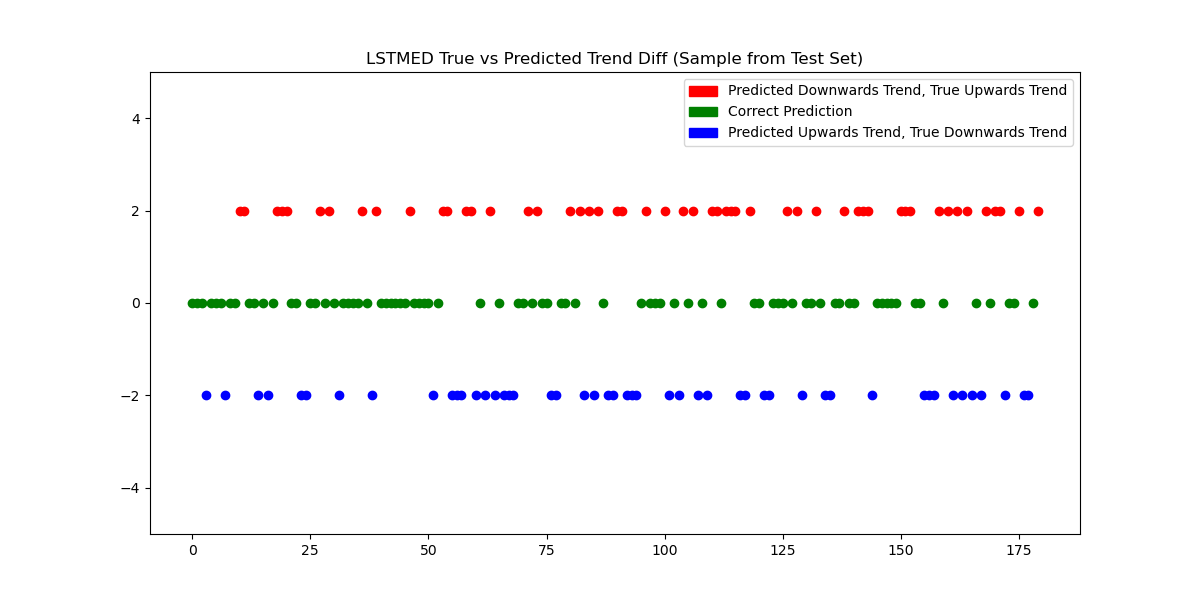 LSTMED True vs Predicted Trend Diff (Sample from Test Set)
Predicted Downwards Trend, True Upwards Trend
Correct Prediction
Predicted Upwards Trend, True Downwards Trend
4
2
0
−2
−4
0 25 50 75 100 125 150 175